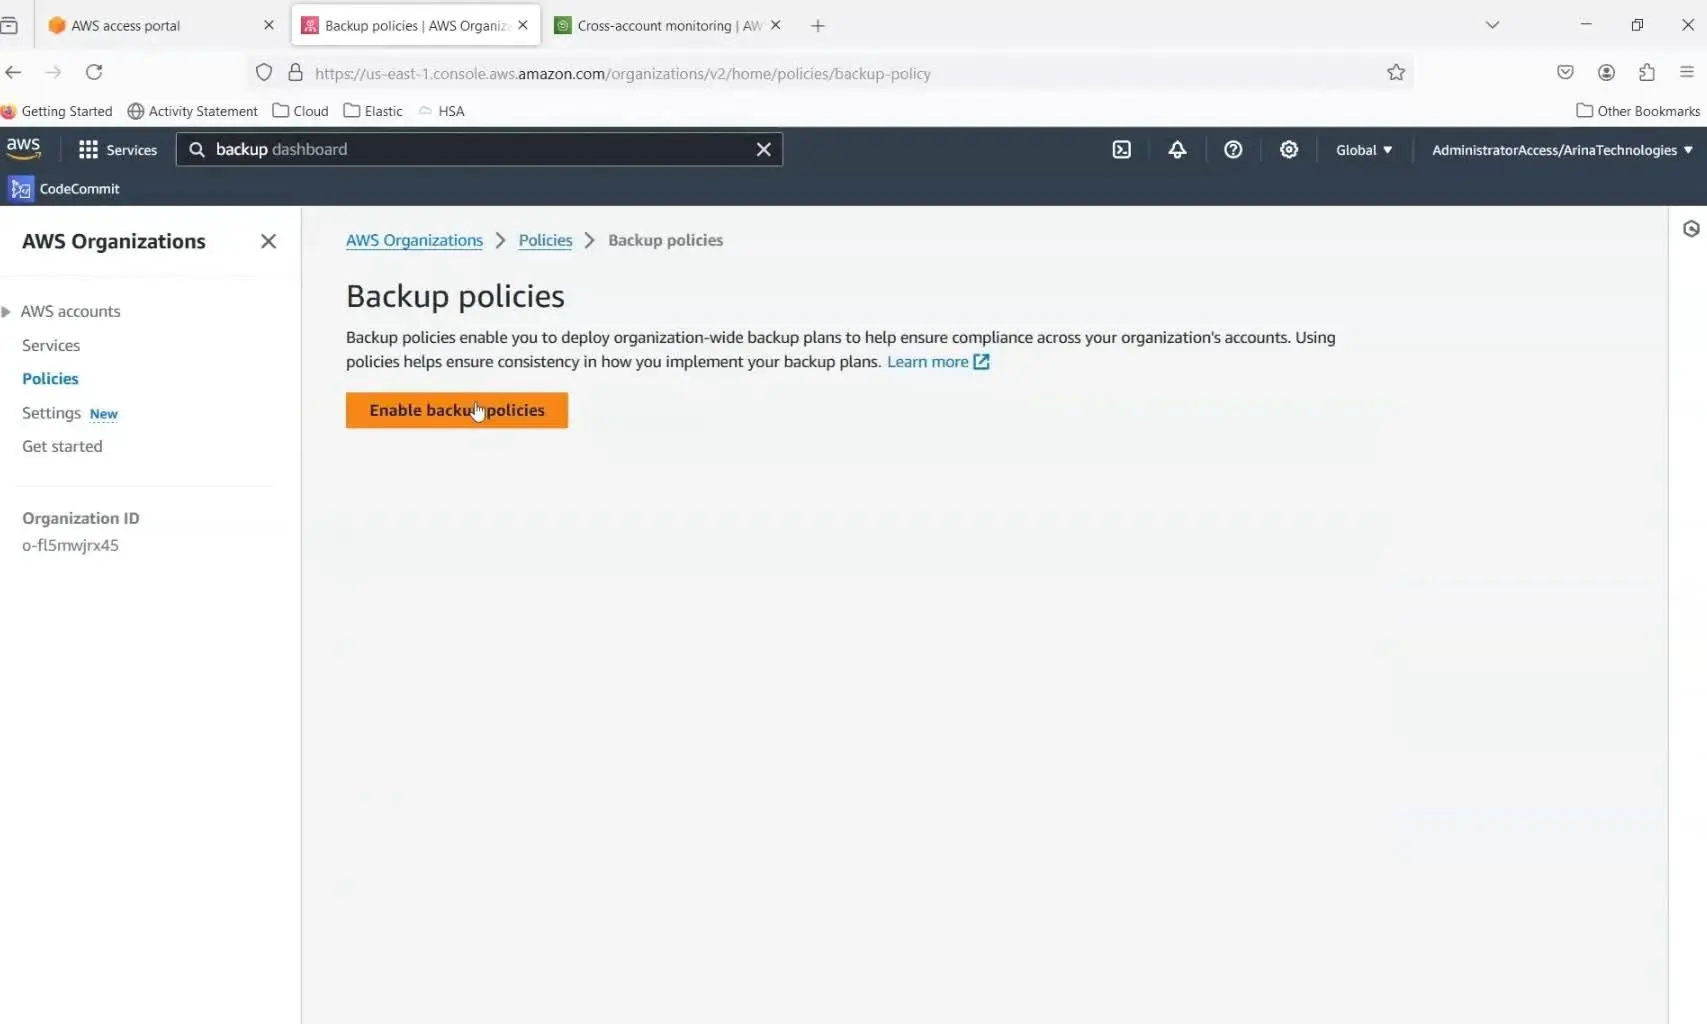 AWS access portal
Backup policies | AWS Organiz
Cross-account monitoring | AW
https://us-east-1.console.aws.amazon.com/organizations/v2/home/policies/backup-policy
Getting Started
Activity Statement
Cloud
Elastic
HSA
Other Bookmarks
aws
Services
backup dashboard
Global
AdministratorAccess/ArinaTechnologies
CodeCommit
AWS Organizations
AWS accounts
Services
Policies
Settings New
Get started
Organization ID
o-fl5mwjrx45
AWS Organizations > Policies > Backup policies
Backup policies
Backup policies enable you to deploy organization-wide backup plans to help ensure compliance across your organization's accounts. Using
policies helps ensure consistency in how you implement your backup plans. Learn more
Enable backup policies